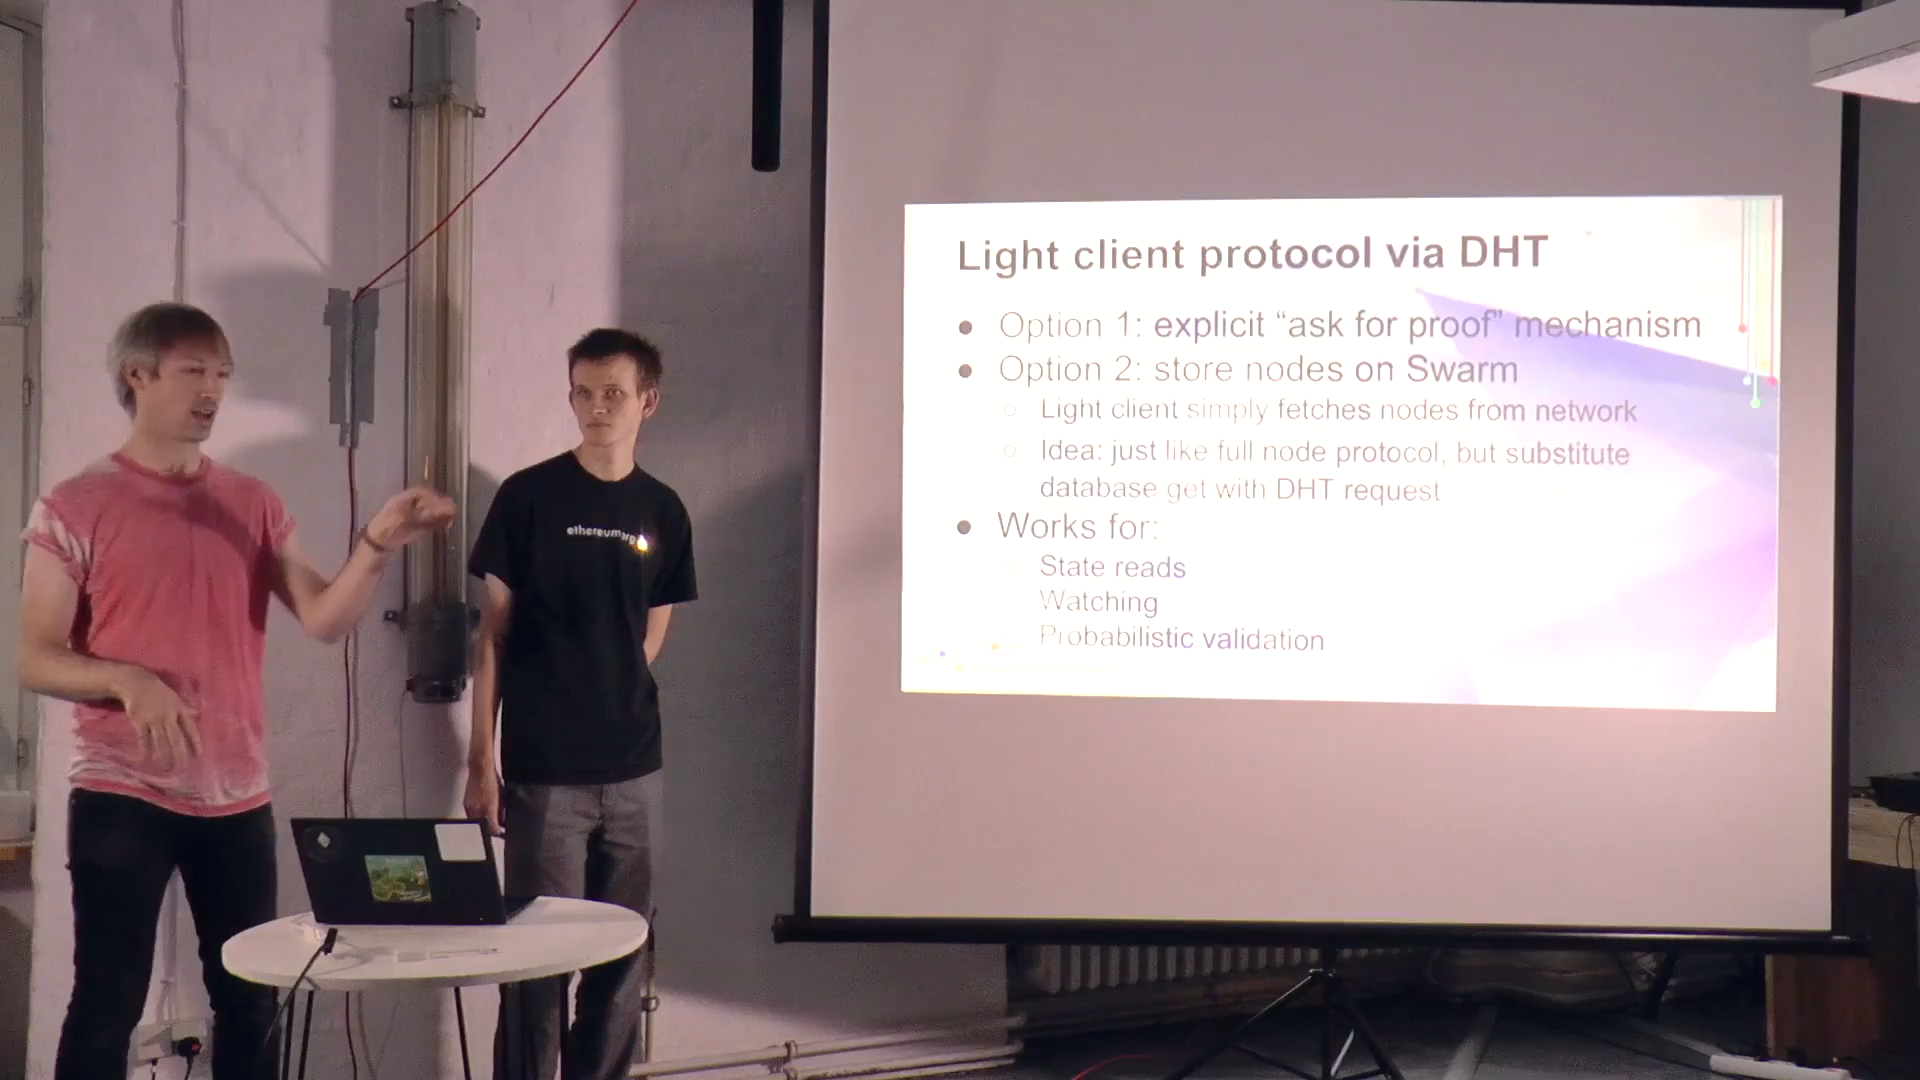 Light client protocol via DHT
● Option 1: explicit “ask for proof” mechanism
● Option 2: store nodes on Swarm
○ Light client simply fetches nodes from network
○ Idea: just like full node protocol, but substitute
database get with DHT request
● Works for:
○ State reads
Watching
Probabilistic validation
ethereum.org